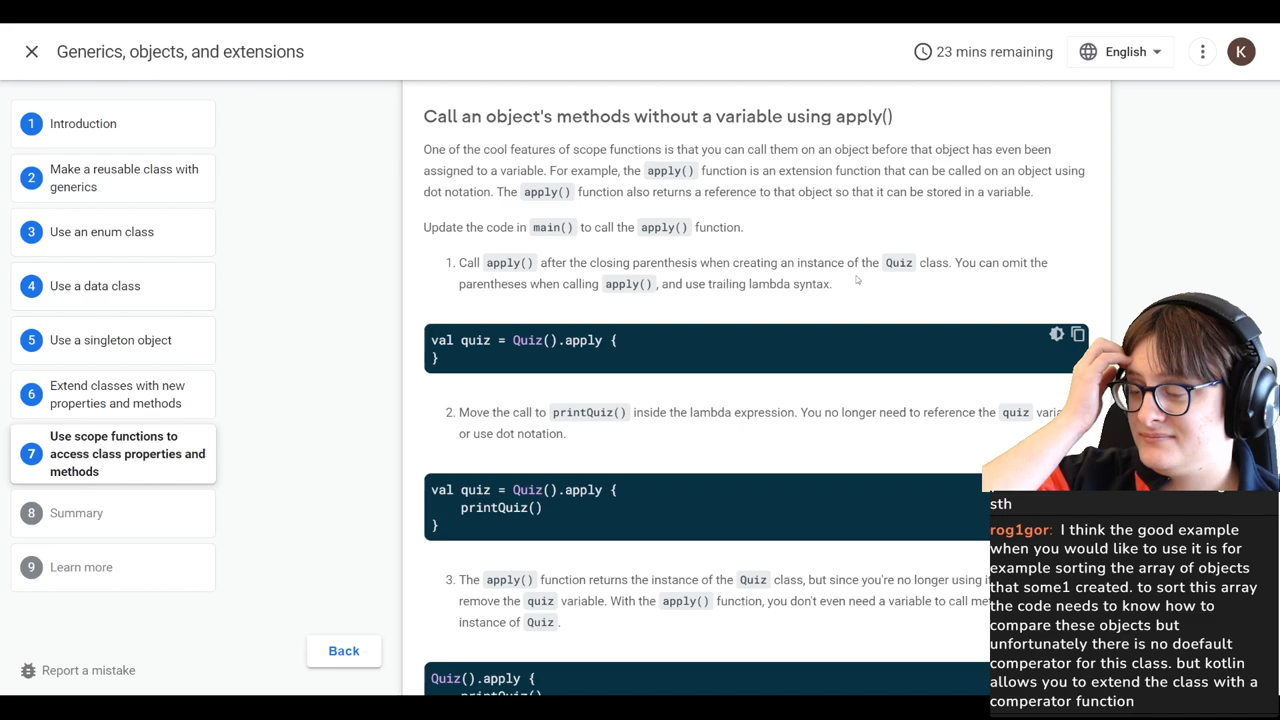 Generics, objects, and extensions
23 mins remaining
English
K
1 Introduction
2 Make a reusable class with
generics
3 Use an enum class
4 Use a data class
5 Use a singleton object
6 Extend classes with new
properties and methods
7 Use scope functions to
access class properties and
methods
8 Summary
9 Learn more
Report a mistake
Back
Call an object's methods without a variable using apply()
One of the cool features of scope functions is that you can call them on an object before that object has even been
assigned to a variable. For example, the apply() function is an extension function that can be called on an object using
dot notation. The apply() function also returns a reference to that object so that it can be stored in a variable.
Update the code in main() to call the apply() function.
1. Call apply() after the closing parenthesis when creating an instance of the Quiz class. You can omit the
parentheses when calling apply(), and use trailing lambda syntax.
val quiz = Quiz().apply {
}
2. Move the call to printQuiz() inside the lambda expression. You no longer need to reference the quiz
or use dot notation.
val quiz = Quiz().apply {
printQuiz()
}
3. The apply() function returns the instance of the Quiz class, but since you're no longer using
remove the quiz variable. With the apply() function, you don't even need a variable to call
instance of Quiz.
Quiz().apply {
printQuiz()
sth
rog1gor: I think the good example
when you would like to use it is for
example sorting the array of objects
that some1 created. to sort this array
the code needs to know how to
compare these objects but
unfortunately there is no doefault
comperator for this class. but kotlin
allows you to extend the class with a
comperator function